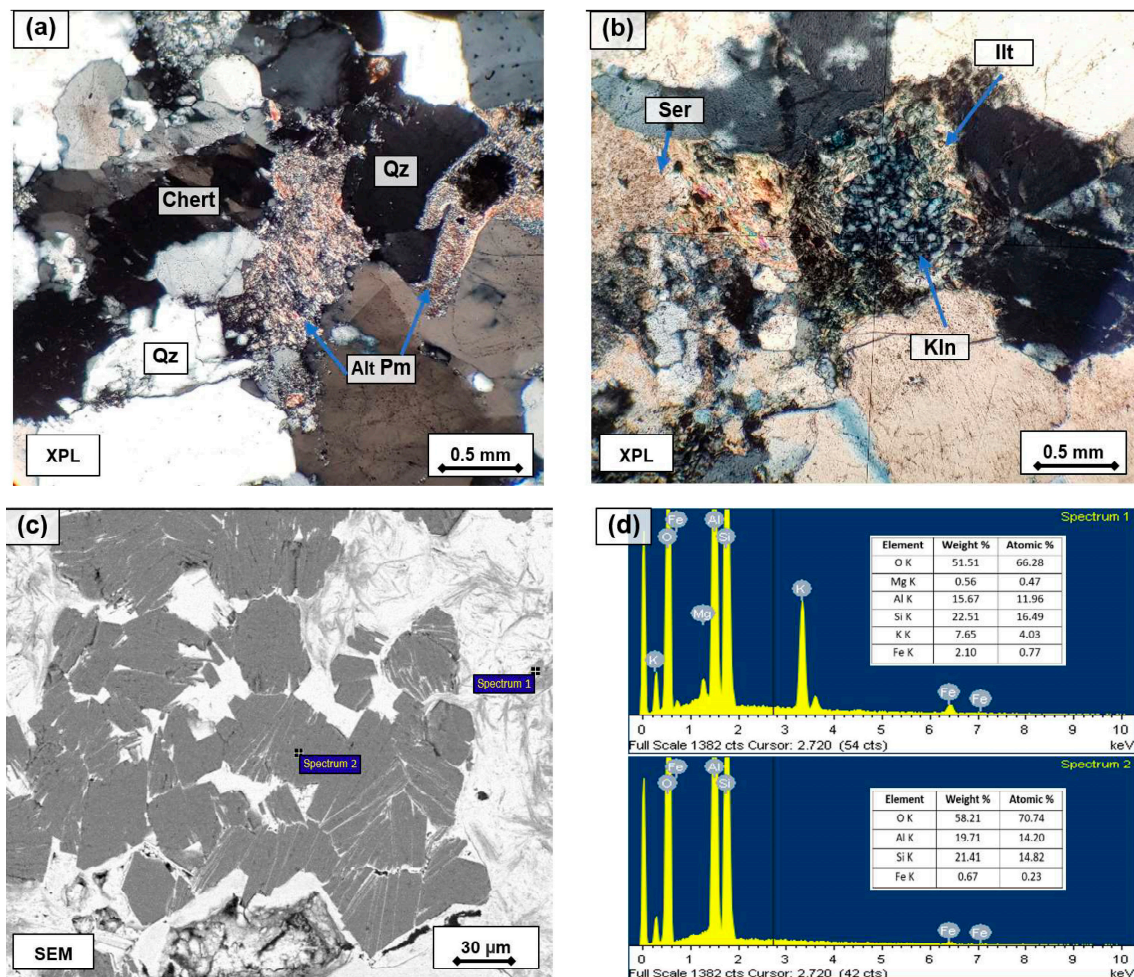 (a)
Qz
Chert
Qz
Alt Pm
XPL
0.5 mm
(b)
Ser
Ilt
Kln
XPL
0.5 mm
(c)
Spectrum 1
Spectrum 2
SEM
30 µm
(d)
Spectrum 1
Fe
Al
O
Si
K
Mg
K
Fe
Fe
Element Weight % Atomic %
O K 51.51 66.28
Mg K 0.56 0.47
Al K 15.67 11.96
Si K 22.51 16.49
K K 7.65 4.03
Fe K 2.10 0.77
0 1 2 3 4 5 6 7 8 9 10
Full Scale 1382 cts Cursor: 2.720 (54 cts) keV
Spectrum 2
Fe
Al
O
Si
Fe
Fe
Element Weight % Atomic %
O K 58.21 70.74
Al K 19.71 14.20
Si K 21.41 14.82
Fe K 0.67 0.23
0 1 2 3 4 5 6 7 8 9 10
Full Scale 1382 cts Cursor: 2.720 (42 cts) keV